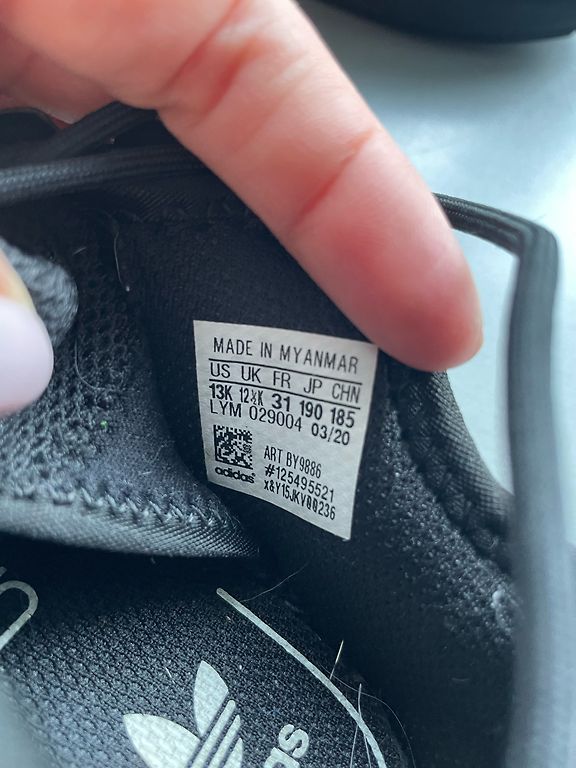 MADE IN MYANMAR
US UK FR JP CHN
13K 12½K 31 190 185
LYM 029004 03/20
ART BY9886
#125495521
adidas